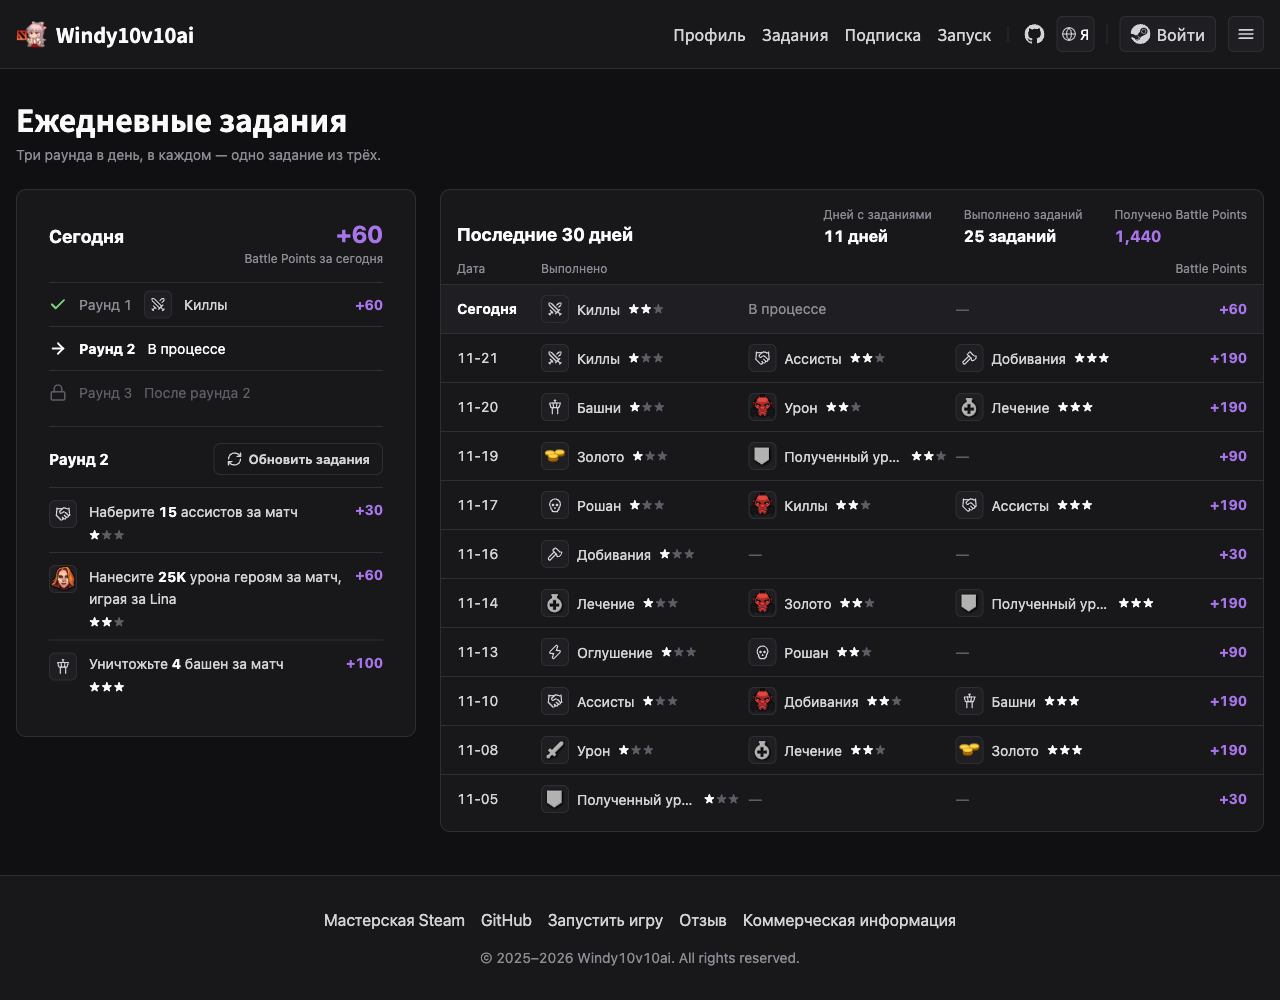 Windy10v10ai
Профиль Задания Подписка Запуск Я Войти
Ежедневные задания
Три раунда в день, в каждом — одно задание из трёх.
Сегодня +60
Battle Points за сегодня
Раунд 1 Киллы +60
Раунд 2 В процессе
Раунд 3 После раунда 2
Раунд 2 Обновить задания
Наберите 15 ассистов за матч +30
Нанесите 25K урона героям за матч, +60
играя за Lina
Уничтожьте 4 башен за матч +100
Последние 30 дней
Дней с заданиями
11 дней
Выполнено заданий
25 заданий
Получено Battle Points
1,440
Дата Выполнено Battle Points
Сегодня Киллы В процессе — +60
11-21 Киллы Ассисты Добивания +190
11-20 Башни Урон Лечение +190
11-19 Золото Полученный ур... — +90
11-17 Рошан Киллы Ассисты +190
11-16 Добивания — — +30
11-14 Лечение Золото Полученный ур... +190
11-13 Оглушение Рошан — +90
11-10 Ассисты Добивания Башни +190
11-08 Урон Лечение Золото +190
11-05 Полученный ур... — — +30
Мастерская Steam GitHub Запустить игру Отзыв Коммерческая информация
© 2025–2026 Windy10v10ai. All rights reserved.